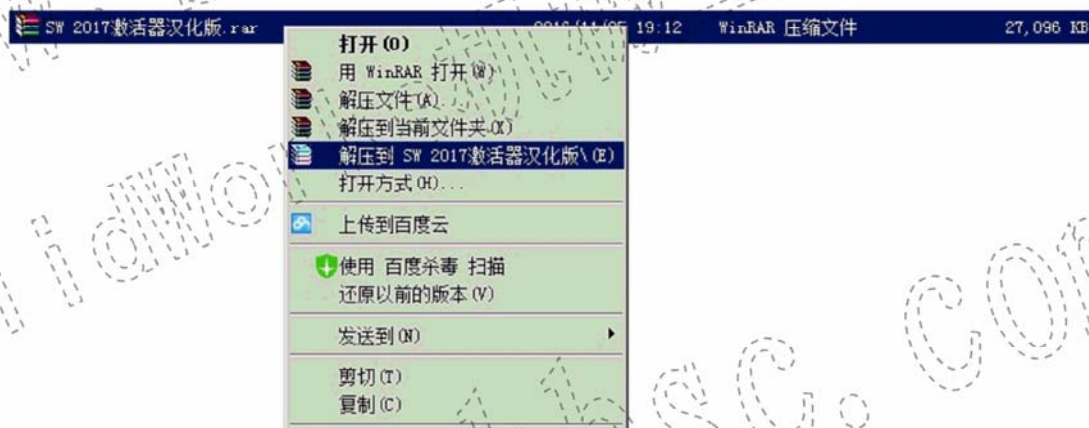 SW 2017激活器汉化版.rar 19:12 WinRAR 压缩文件 27,096 KB
打开(O)
用 WinRAR 打开(W)
解压文件(A)...
解压到当前文件夹(X)
解压到 SW 2017激活器汉化版\(E)
打开方式(H)...
上传到百度云
使用 百度杀毒 扫描
还原以前的版本(V)
发送到(N)
剪切(T)
复制(C)